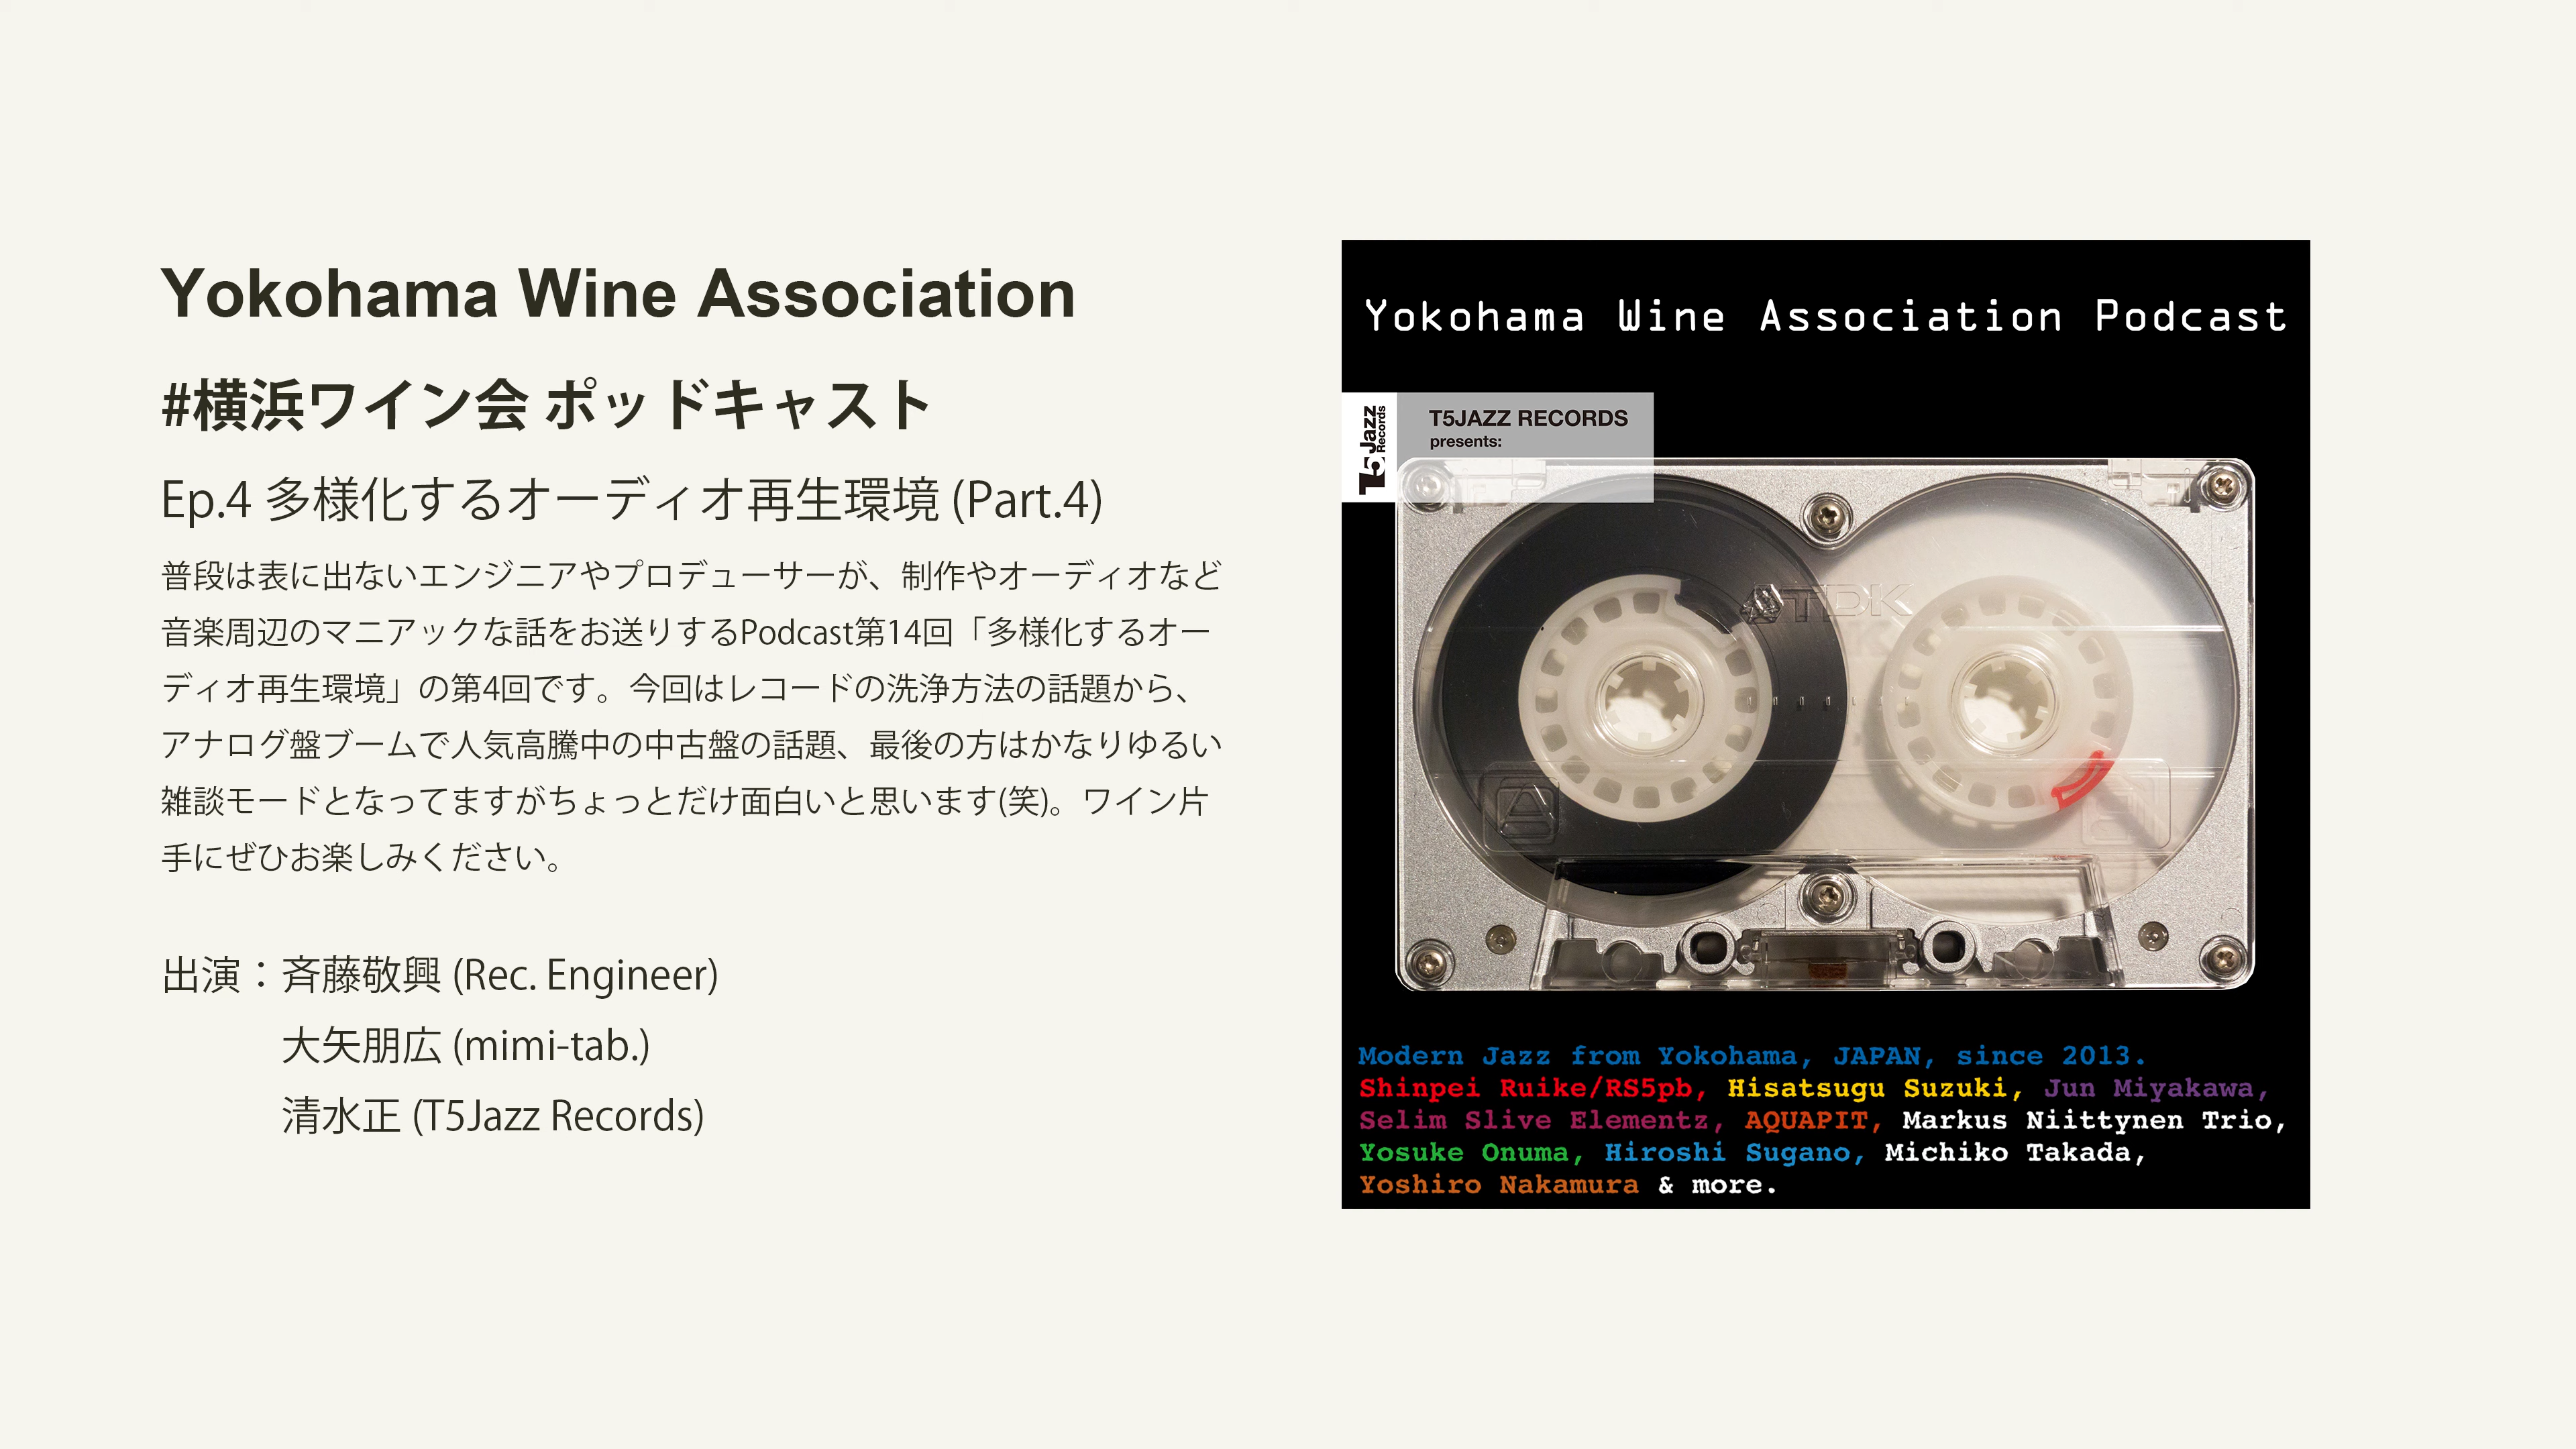 Yokohama Wine Association
#横浜ワイン会 ポッドキャスト
Ep.4 多様化するオーディオ再生環境 (Part.4)
普段は表に出ないエンジニアやプロデューサーが、制作やオーディオなど
音楽周辺のマニアックな話をお送りするPodcast第14回「多様化するオー
ディオ再生環境」の第4回です。今回はレコードの洗浄方法の話題から、
アナログ盤ブームで人気高騰中の中古盤の話題、最後の方はかなりゆるい
雑談モードとなってますがちょっとだけ面白いと思います(笑)。ワイン片
手にぜひお楽しみください。
出演：斉藤敬興 (Rec. Engineer)
大矢朋広 (mimi-tab.)
清水正 (T5Jazz Records)
Yokohama Wine Association Podcast
T5Jazz Records
T5JAZZ RECORDS
presents:
TDK
A
Modern Jazz from Yokohama, JAPAN, since 2013.
Shinpei Ruike/RS5pb, Hisatsugu Suzuki, Jun Miyakawa,
Selim Slive Elementz, AQUAPIT, Markus Niittynen Trio,
Yosuke Onuma, Hiroshi Sugano, Michiko Takada,
Yoshiro Nakamura & more.